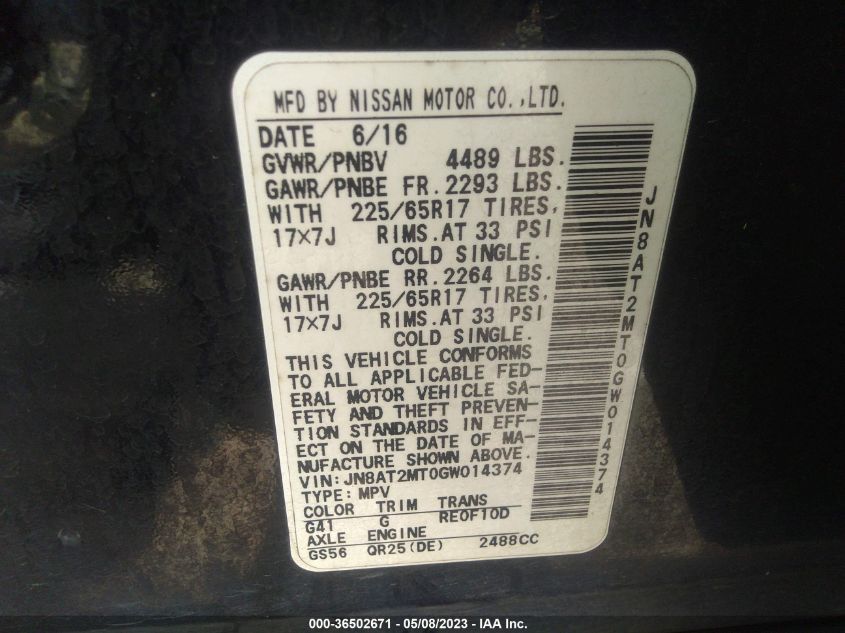 MFD BY NISSAN MOTOR CO.,LTD.
DATE 6/16
GVWR/PNBV 4489 LBS.
GAWR/PNBE FR.2293 LBS.
WITH 225/65R17 TIRES,
17×7J RIMS.AT 33 PSI
COLD SINGLE.
GAWR/PNBE RR.2264 LBS.
WITH 225/65R17 TIRES,
17×7J RIMS.AT 33 PSI
COLD SINGLE.
THIS VEHICLE CONFORMS
TO ALL APPLICABLE FED-
ERAL MOTOR VEHICLE SA-
FETY AND THEFT PREVEN-
TION STANDARDS IN EFF-
ECT ON THE DATE OF MA-
NUFACTURE SHOWN ABOVE.
VIN:JN8AT2MT0GW014374
TYPE:MPV
COLOR TRIM TRANS
G41 G RE0F10D
AXLE ENGINE
GS56 QR25(DE) 2488CC
JN8AT2MT0GW014374
000-36502671 - 05/08/2023 - IAA Inc.